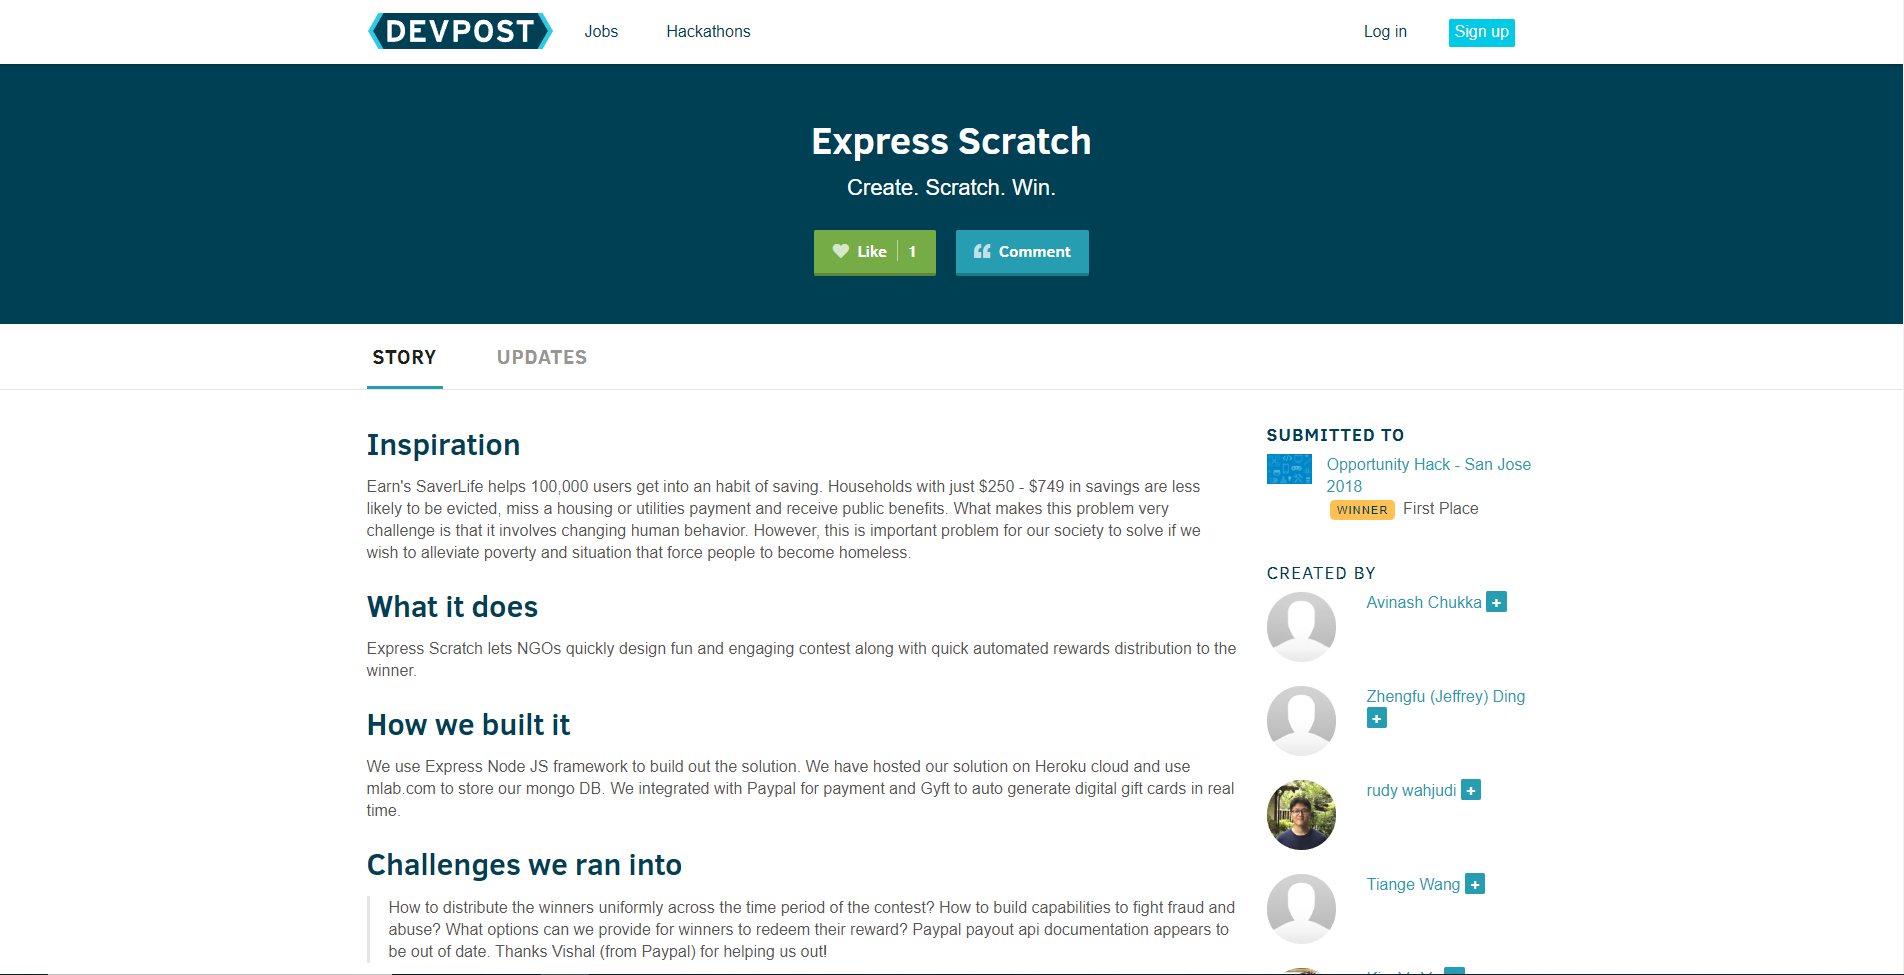 DEVPOST
Jobs
Hackathons
Log in
Sign up
Express Scratch
Create. Scratch. Win.
Like
1
Comment
STORY
UPDATES
Inspiration
Earn's SaverLife helps 100,000 users get into an habit of saving. Households with just $250 - $749 in savings are less
likely to be evicted, miss a housing or utilities payment and receive public benefits. What makes this problem very
challenge is that it involves changing human behavior. However, this is important problem for our society to solve if we
wish to alleviate poverty and situation that force people to become homeless.
What it does
Express Scratch lets NGOs quickly design fun and engaging contest along with quick automated rewards distribution to the
winner.
How we built it
We use Express Node JS framework to build out the solution. We have hosted our solution on Heroku cloud and use
mlab.com to store our mongo DB. We integrated with Paypal for payment and Gyft to auto generate digital gift cards in real
time.
Challenges we ran into
How to distribute the winners uniformly across the time period of the contest? How to build capabilities to fight fraud and
abuse? What options can we provide for winners to redeem their reward? Paypal payout api documentation appears to
be out of date. Thanks Vishal (from Paypal) for helping us out!
SUBMITTED TO
Opportunity Hack - San Jose
2018
WINNER First Place
CREATED BY
Avinash Chukka +
Zhengfu (Jeffrey) Ding
+
rudy wahjudi +
Tiange Wang +